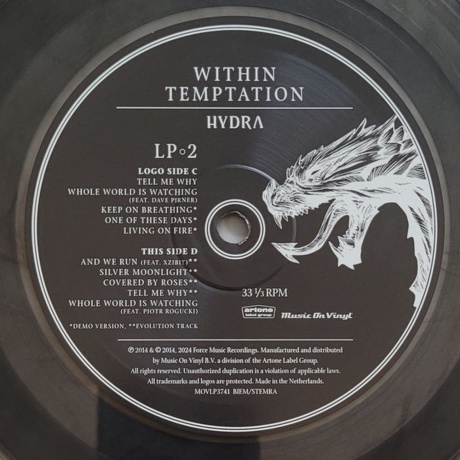 WITHIN
TEMPTATION
HYDRA
LP◦2
LOGO SIDE C
TELL ME WHY
WHOLE WORLD IS WATCHING
(FEAT. DAVE PIRNER)
KEEP ON BREATHING*
ONE OF THESE DAYS*
LIVING ON FIRE*
THIS SIDE D
AND WE RUN (FEAT. XZIBIT)**
SILVER MOONLIGHT**
COVERED BY ROSES**
TELL ME WHY**
WHOLE WORLD IS WATCHING
(FEAT. PIOTR ROGUCKI)
*DEMO VERSION, **EVOLUTION TRACK
33 ⅓ RPM
artone
label group
Music On Vinyl
℗ 2014 & © 2014, 2024 Force Music Recordings. Manufactured and distributed
by Music On Vinyl B.V. a division of the Artone Label Group.
All rights reserved. Unauthorized duplication is a violation of applicable laws.
All trademarks and logos are protected. Made in the Netherlands.
MOVLP3741 BIEM/STEMRA